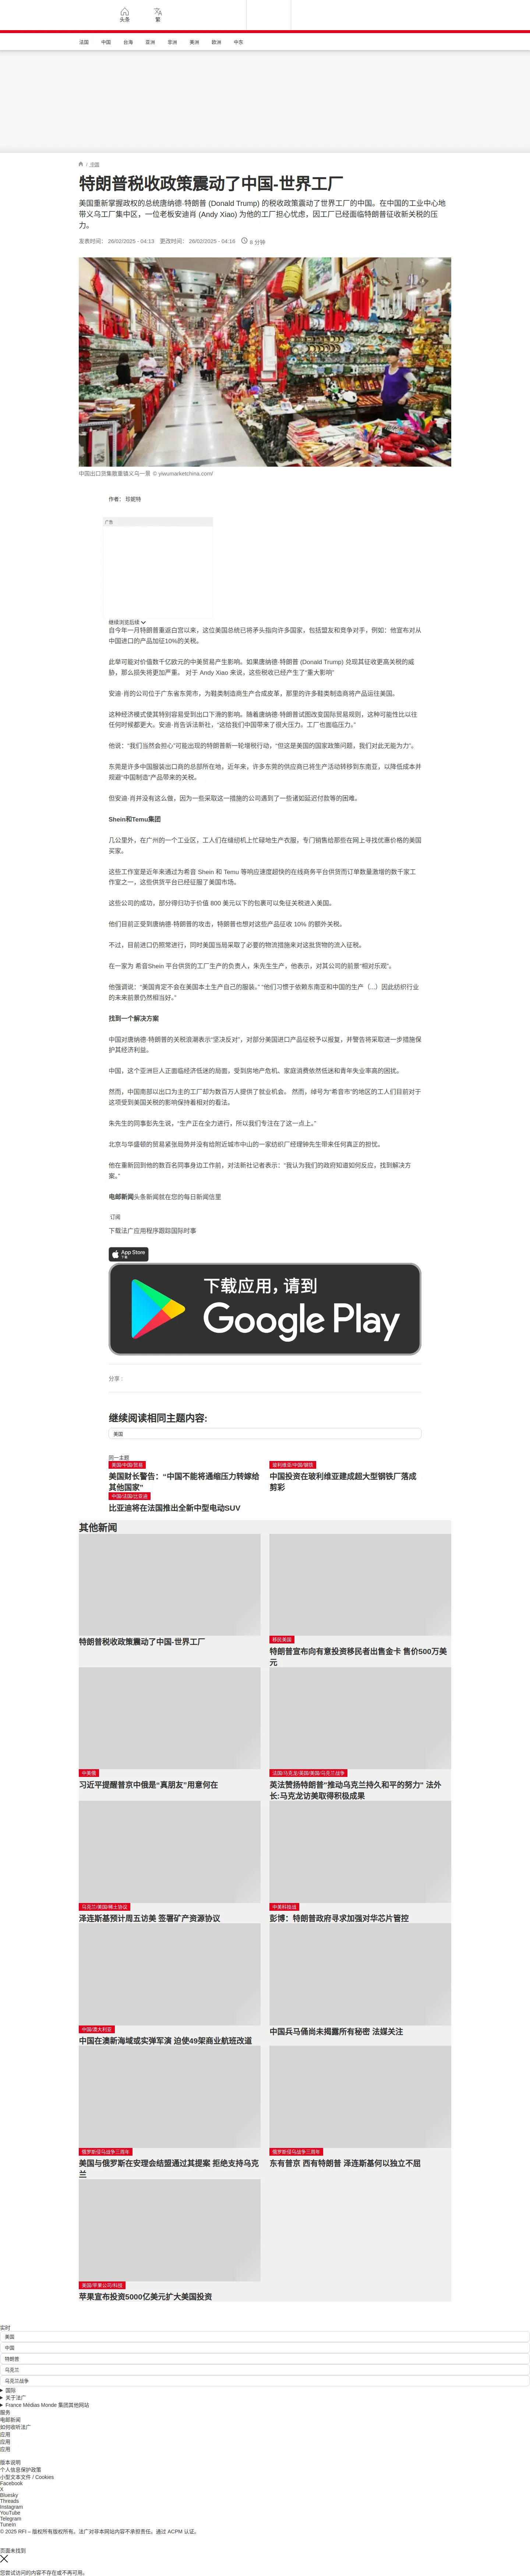 头条
繁
法国
中国
台海
亚洲
非洲
美洲
欧洲
中东
/ 中国
特朗普税收政策震动了中国-世界工厂
美国重新掌握政权的总统唐纳德·特朗普 (Donald Trump) 的税收政策震动了世界工厂的中国。在中国的工业中心地带义乌工厂集中区，一位老板安迪肖 (Andy Xiao) 为他的工厂担心忧虑，因工厂已经面临特朗普征收新关税的压力。
发表时间： 26/02/2025 - 04:13 更改时间： 26/02/2025 - 04:16 8 分钟
中国出口货集散重镇义乌一景 © yiwumarketchina.com/
作者： 珍妮特
广告
继续浏览后续
自今年一月特朗普重返白宫以来，这位美国总统已将矛头指向许多国家，包括盟友和竞争对手，例如：他宣布对从中国进口的产品加征10%的关税。
此举可能对价值数千亿欧元的中美贸易产生影响。如果唐纳德·特朗普 (Donald Trump) 兑现其征收更高关税的威胁，那么损失将更加严重。 对于 Andy Xiao 来说，这些税收已经产生了“重大影响”
安迪·肖的公司位于广东省东莞市，为鞋类制造商生产合成皮革，那里的许多鞋类制造商将产品运往美国。
这种经济模式使其特别容易受到出口下滑的影响。随着唐纳德·特朗普试图改变国际贸易规则，这种可能性比以往任何时候都更大。安迪·肖告诉法新社，“这给我们中国带来了很大压力。工厂也面临压力。”
他说：“我们当然会担心”可能出现的特朗普新一轮增税行动，“但这是美国的国家政策问题，我们对此无能为力”。
东莞是许多中国服装出口商的总部所在地，近年来，许多东莞的供应商已将生产活动转移到东南亚，以降低成本并规避“中国制造”产品带来的关税。
但安迪·肖并没有这么做，因为一些采取这一措施的公司遇到了一些诸如延迟付款等的困难。
Shein和Temu集团
几公里外，在广州的一个工业区，工人们在缝纫机上忙碌地生产衣服，专门销售给那些在网上寻找优惠价格的美国买家。
这些工作室是近年来通过为希音 Shein 和 Temu 等响应速度超快的在线商务平台供货而订单数量激增的数千家工作室之一，这些供货平台已经征服了美国市场。
这些公司的成功，部分得归功于价值 800 美元以下的包裹可以免征关税进入美国。
他们目前正受到唐纳德·特朗普的攻击，特朗普也想对这些产品征收 10% 的额外关税。
不过，目前进口仍照常进行，同时美国当局采取了必要的物流措施来对这批货物的流入征税。
在一家为 希音Shein 平台供货的工厂生产的负责人，朱先生生产，他表示，对其公司的前景“相对乐观”。
他强调说：“美国肯定不会在美国本土生产自己的服装。” “他们习惯于依赖东南亚和中国的生产（...）因此纺织行业的未来前景仍然相当好。”
找到一个解决方案
中国对唐纳德·特朗普的关税浪潮表示“坚决反对”，对部分美国进口产品征税予以报复，并警告将采取进一步措施保护其经济利益。
中国，这个亚洲巨人正面临经济低迷的局面，受到房地产危机、家庭消费依然低迷和青年失业率高的困扰。
然而，中国南部以出口为主的工厂却为数百万人提供了就业机会。 然而，绰号为“希音市”的地区的工人们目前对于这项受到美国关税的影响保持着相对的看法。
朱先生的同事彭先生说，“生产正在全力进行，所以我们专注在了这一点上。”
北京与华盛顿的贸易紧张局势并没有给附近城市中山的一家纺织厂经理钟先生带来任何真正的担忧。
他在重新回到他的数百名同事身边工作前，对法新社记者表示：“我认为我们的政府知道如何反应，找到解决方案。”
电邮新闻头条新闻就在您的每日新闻信里
订阅
下载法广应用程序跟踪国际时事
App Store
下载
下载应用，请到
Google Play
分享：
继续阅读相同主题内容:
美国
同一主题
美国/中国/贸易
美国财长警告：“中国不能将通缩压力转嫁给其他国家”
玻利维亚/中国/钢铁
中国投资在玻利维亚建成超大型钢铁厂落成剪彩
中国/法国/比亚迪
比亚迪将在法国推出全新中型电动SUV
其他新闻
特朗普税收政策震动了中国-世界工厂
移民美国
特朗普宣布向有意投资移民者出售金卡 售价500万美元
中美俄
习近平提醒普京中俄是“真朋友”用意何在
法国/乌克龙/英国/美国/乌克兰战争
英法赞扬特朗普“推动乌克兰持久和平的努力” 法外长:马克龙访美取得积极成果
乌克兰/美国/稀土协议
泽连斯基预计周五访美 签署矿产资源协议
中美科技战
彭博：特朗普政府寻求加强对华芯片管控
中国/澳大利亚
中国在澳新海域或实弹军演 迫使49架商业航班改道
中国兵马俑尚未揭露所有秘密 法媒关注
俄罗斯侵乌战争三周年
美国与俄罗斯在安理会结盟通过其提案 拒绝支持乌克兰
俄罗斯侵乌战争三周年
东有普京 西有特朗普 泽连斯基何以独立不屈
美国/苹果公司/科技
苹果宣布投资5000亿美元扩大美国投资
实时
美国
中国
特朗普
乌克兰
乌克兰战争
国际
关于法广
France Médias Monde 集团其他网站
服务
电邮新闻
如何收听法广
应用
应用
应用
版本说明
个人信息保护政策
小型文本文件 / Cookies
Facebook
X
Bluesky
Threads
Instagram
YouTube
Telegram
TuneIn
© 2025 RFI – 版权所有版权所有。法广对非本网站内容不承担责任。通过 ACPM 认证。
页面未找到
您尝试访问的内容不存在或不再可用。